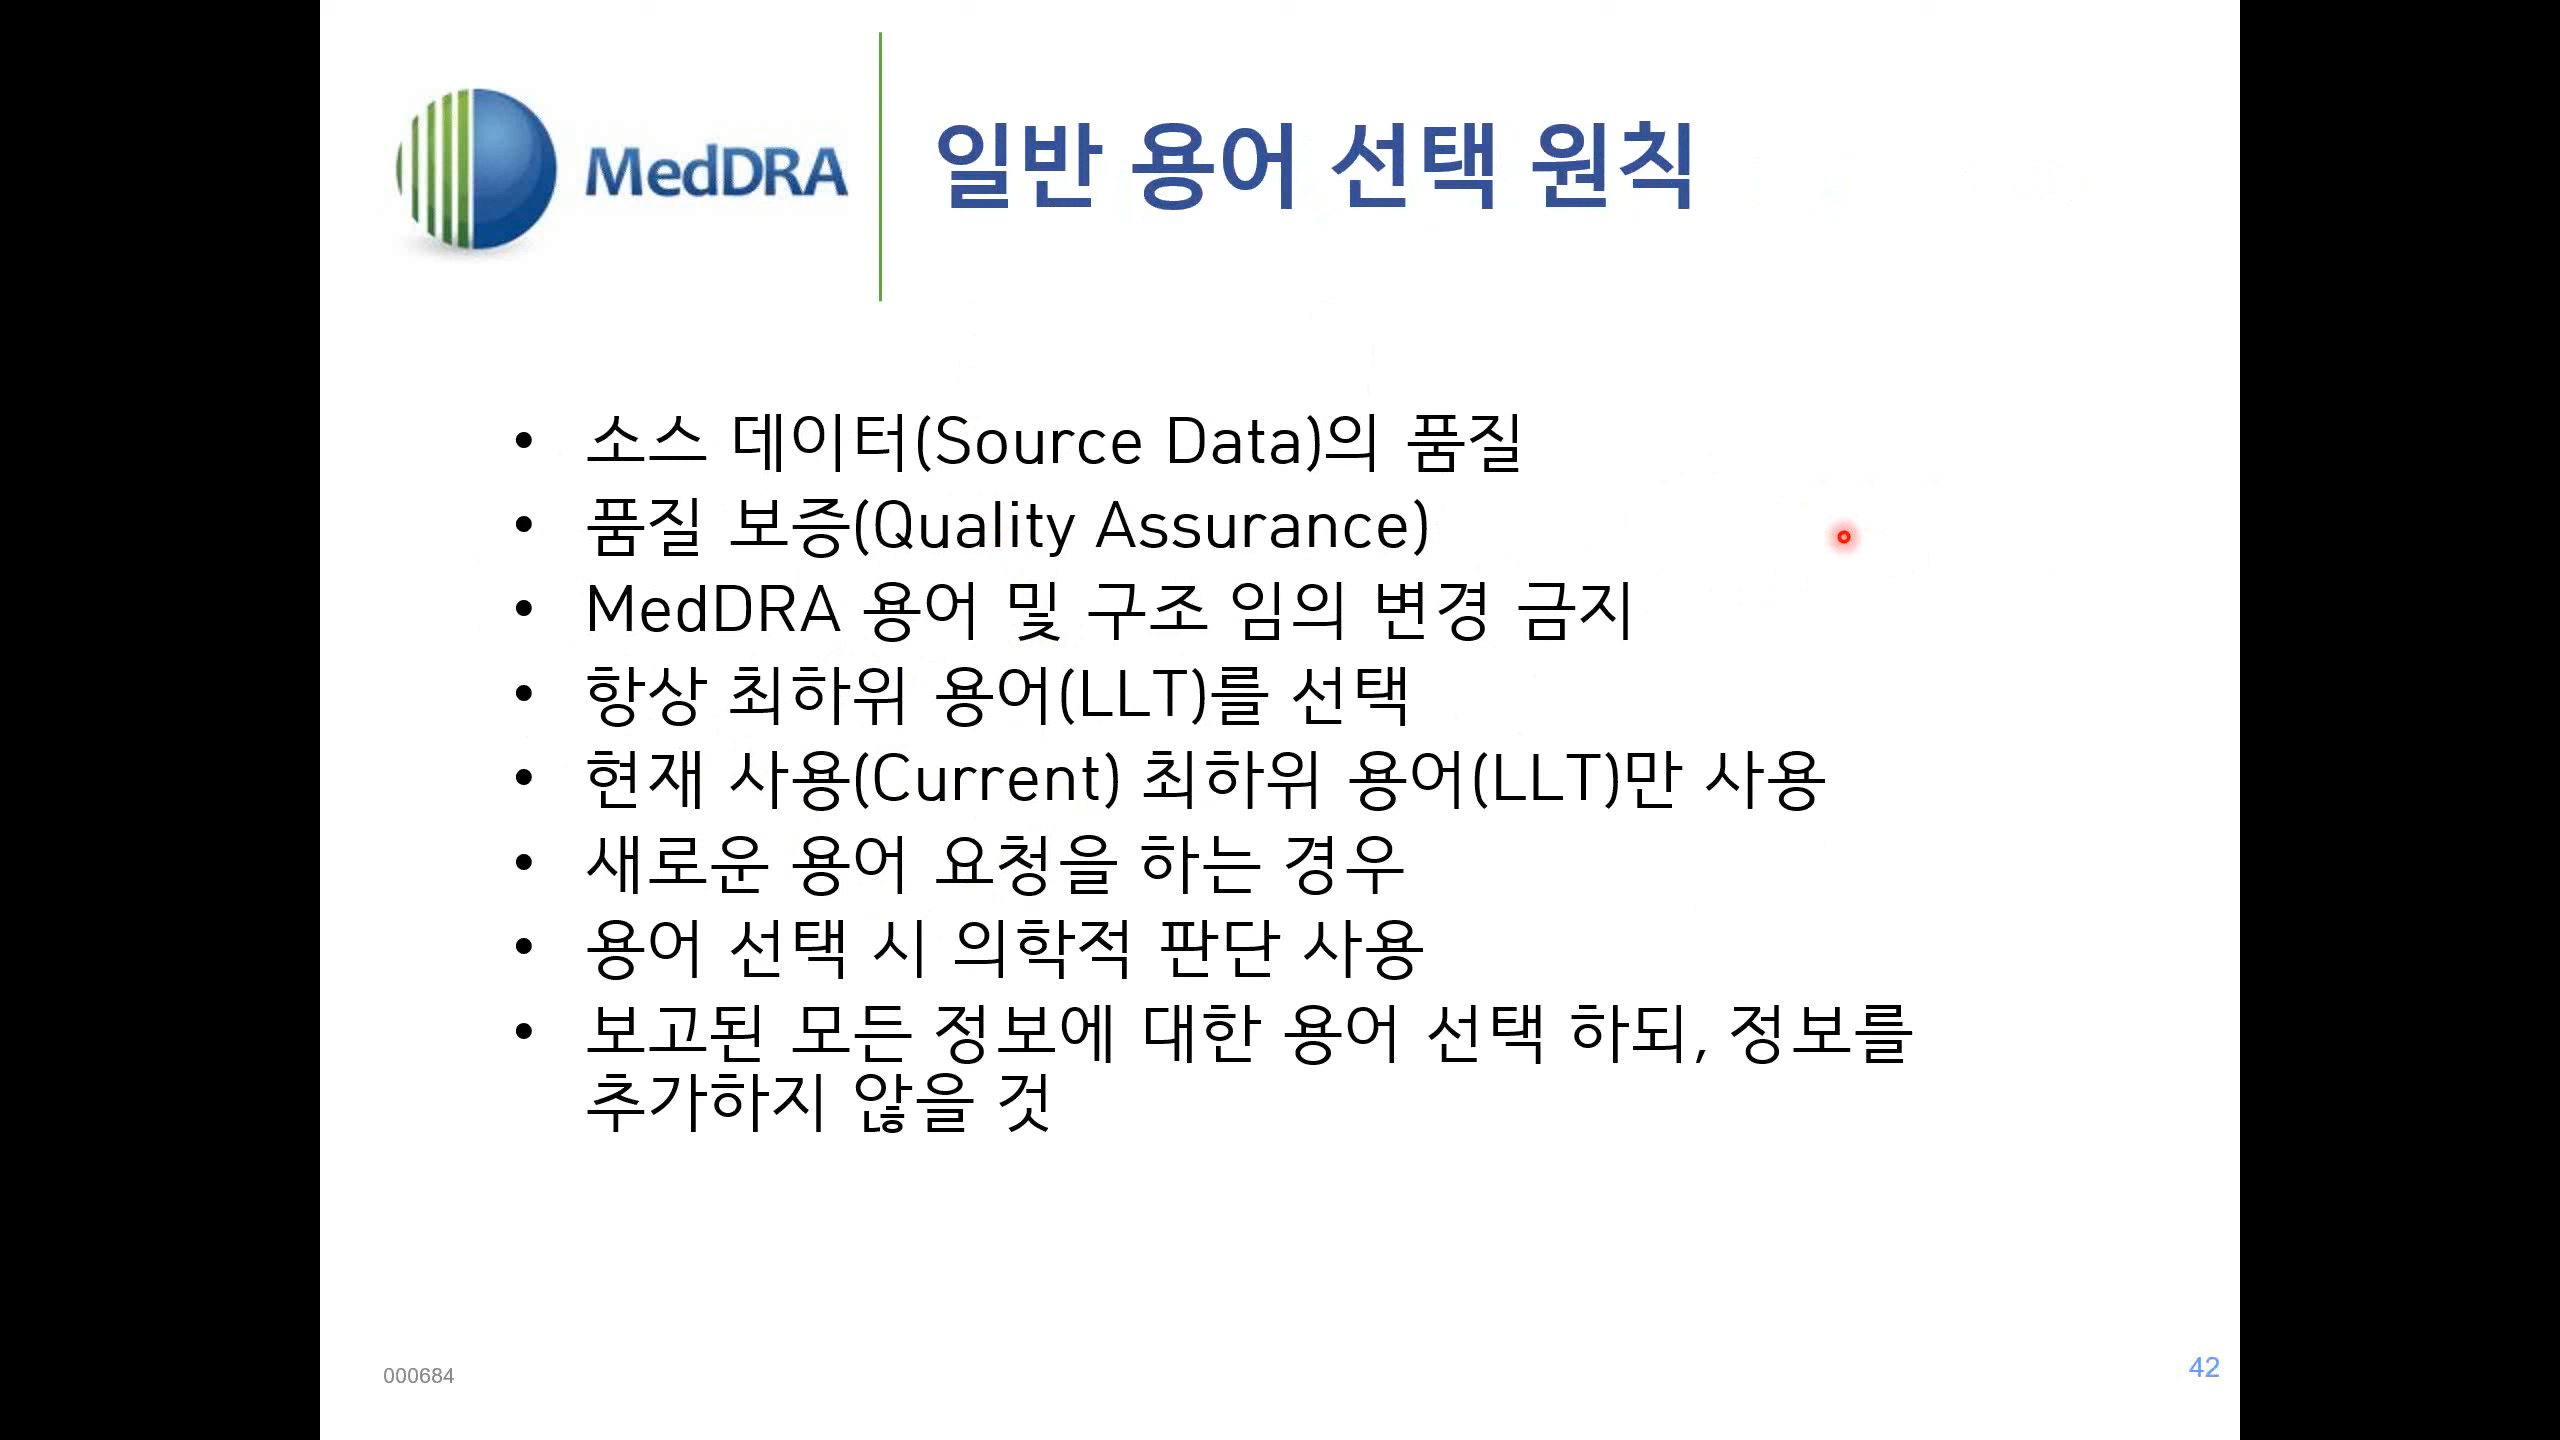 MedDRA
일반 용어 선택 원칙
• 소스 데이터(Source Data)의 품질
• 품질 보증(Quality Assurance)
• MedDRA 용어 및 구조 임의 변경 금지
• 항상 최하위 용어(LLT)를 선택
• 현재 사용(Current) 최하위 용어(LLT)만 사용
• 새로운 용어 요청을 하는 경우
• 용어 선택 시 의학적 판단 사용
• 보고된 모든 정보에 대한 용어 선택 하되, 정보를
추가하지 않을 것
000684
42